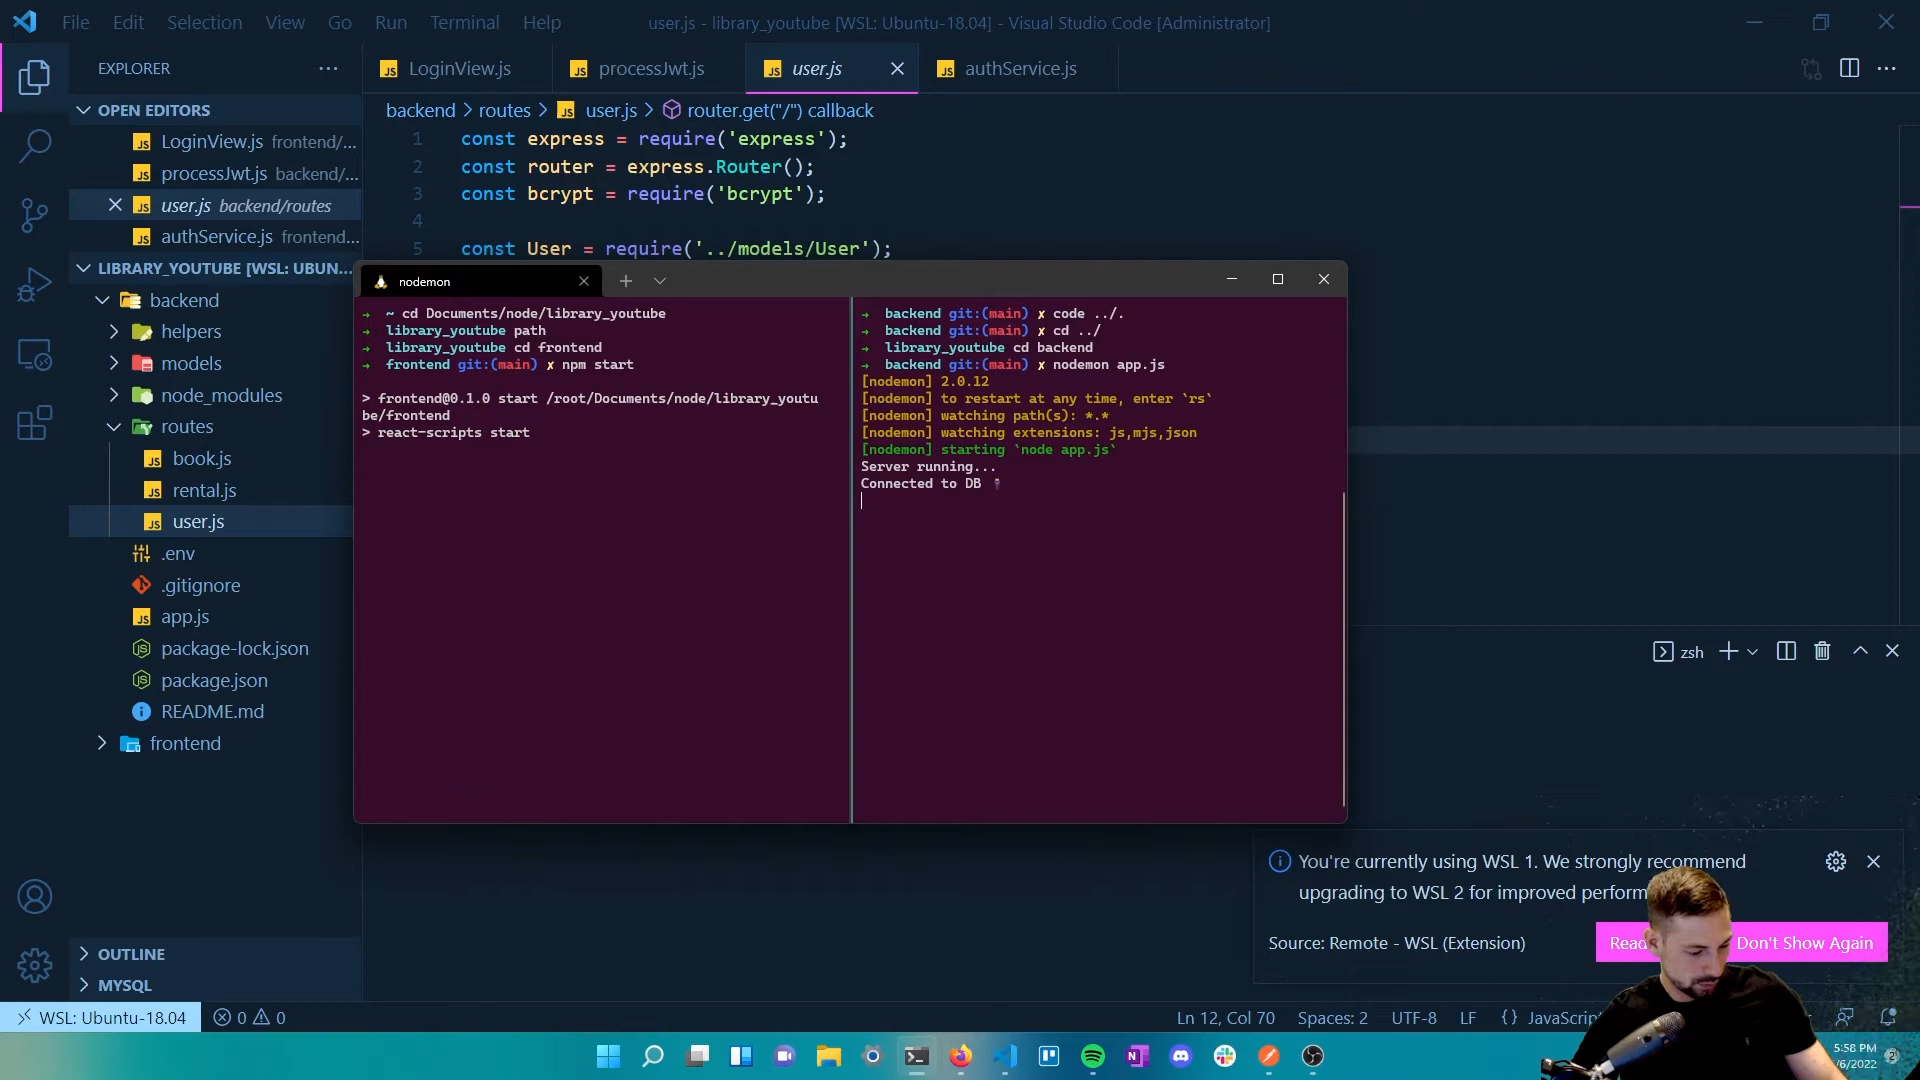 File Edit Selection View Go Run Terminal Help
user.js - library_youtube [WSL: Ubuntu-18.04] - Visual Studio Code [Administrator]
EXPLORER
LoginView.js
processJwt.js
user.js
authService.js
OPEN EDITORS
LoginView.js frontend/...
processJwt.js backend/...
user.js backend/routes
authService.js frontend...
LIBRARY_YOUTUBE [WSL: UBUN...
backend
helpers
models
node_modules
routes
book.js
rental.js
user.js
.env
.gitignore
app.js
package-lock.json
package.json
README.md
frontend
OUTLINE
MYSQL
backend > routes > user.js > router.get("/") callback
1 const express = require('express');
2 const router = express.Router();
3 const bcrypt = require('bcrypt');
4
5 const User = require('../models/User');
nodemon
→ ~ cd Documents/node/library_youtube
→ library_youtube path
→ library_youtube cd frontend
→ frontend git:(main) ✗ npm start
> frontend@0.1.0 start /root/Documents/node/library_youtu
be/frontend
> react-scripts start
→ backend git:(main) ✗ code ../.
→ backend git:(main) ✗ cd ../
→ library_youtube cd backend
→ backend git:(main) ✗ nodemon app.js
[nodemon] 2.0.12
[nodemon] to restart at any time, enter `rs`
[nodemon] watching path(s): *.*
[nodemon] watching extensions: js,mjs,json
[nodemon] starting `node app.js`
Server running...
Connected to DB
zsh
You're currently using WSL 1. We strongly recommend
upgrading to WSL 2 for improved perform
Source: Remote - WSL (Extension)
Read
Don't Show Again
WSL: Ubuntu-18.04
0 0
Ln 12, Col 70
Spaces: 2
UTF-8
LF
{} JavaScrip
5:58 PM
/6/2022
2